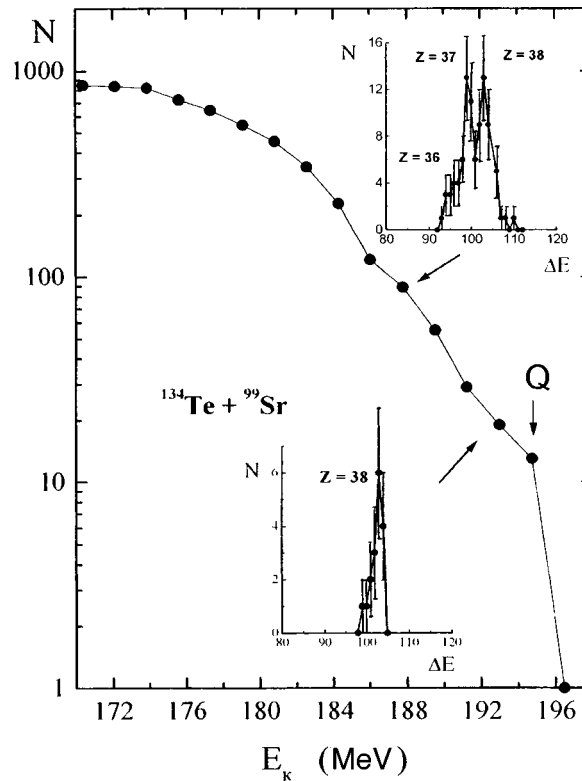 N
1000
100
10
1
172 176 180 184 188 192 196
Eκ (MeV)
N
16
12
8
4
0
80 90 100 110 120
ΔE
Z = 37
Z = 38
Z = 36
Q
¹³⁴Te + ⁹⁹Sr
N
6
4
2
0
80 90 100 110 120
ΔE
Z = 38